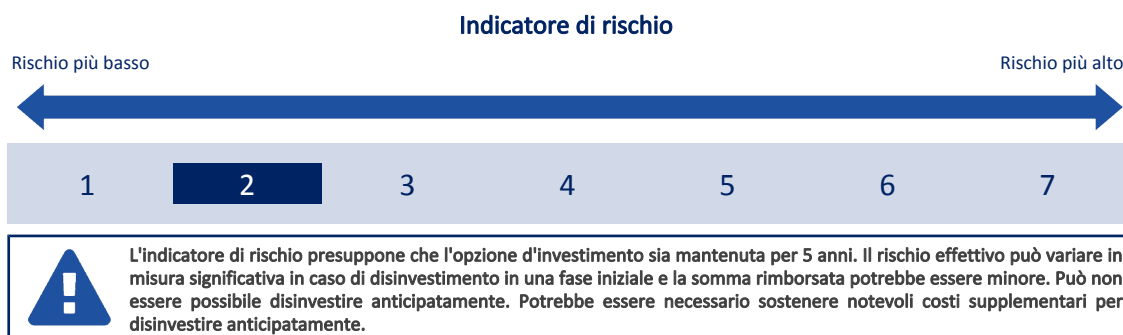 Indicatore di rischio
Rischio più basso
Rischio più alto
1 2 3 4 5 6 7
L'indicatore di rischio presuppone che l'opzione d'investimento sia mantenuta per 5 anni. Il rischio effettivo può variare in
misura significativa in caso di disinvestimento in una fase iniziale e la somma rimborsata potrebbe essere minore. Può non
essere possibile disinvestire anticipatamente. Potrebbe essere necessario sostenere notevoli costi supplementari per
disinvestire anticipatamente.